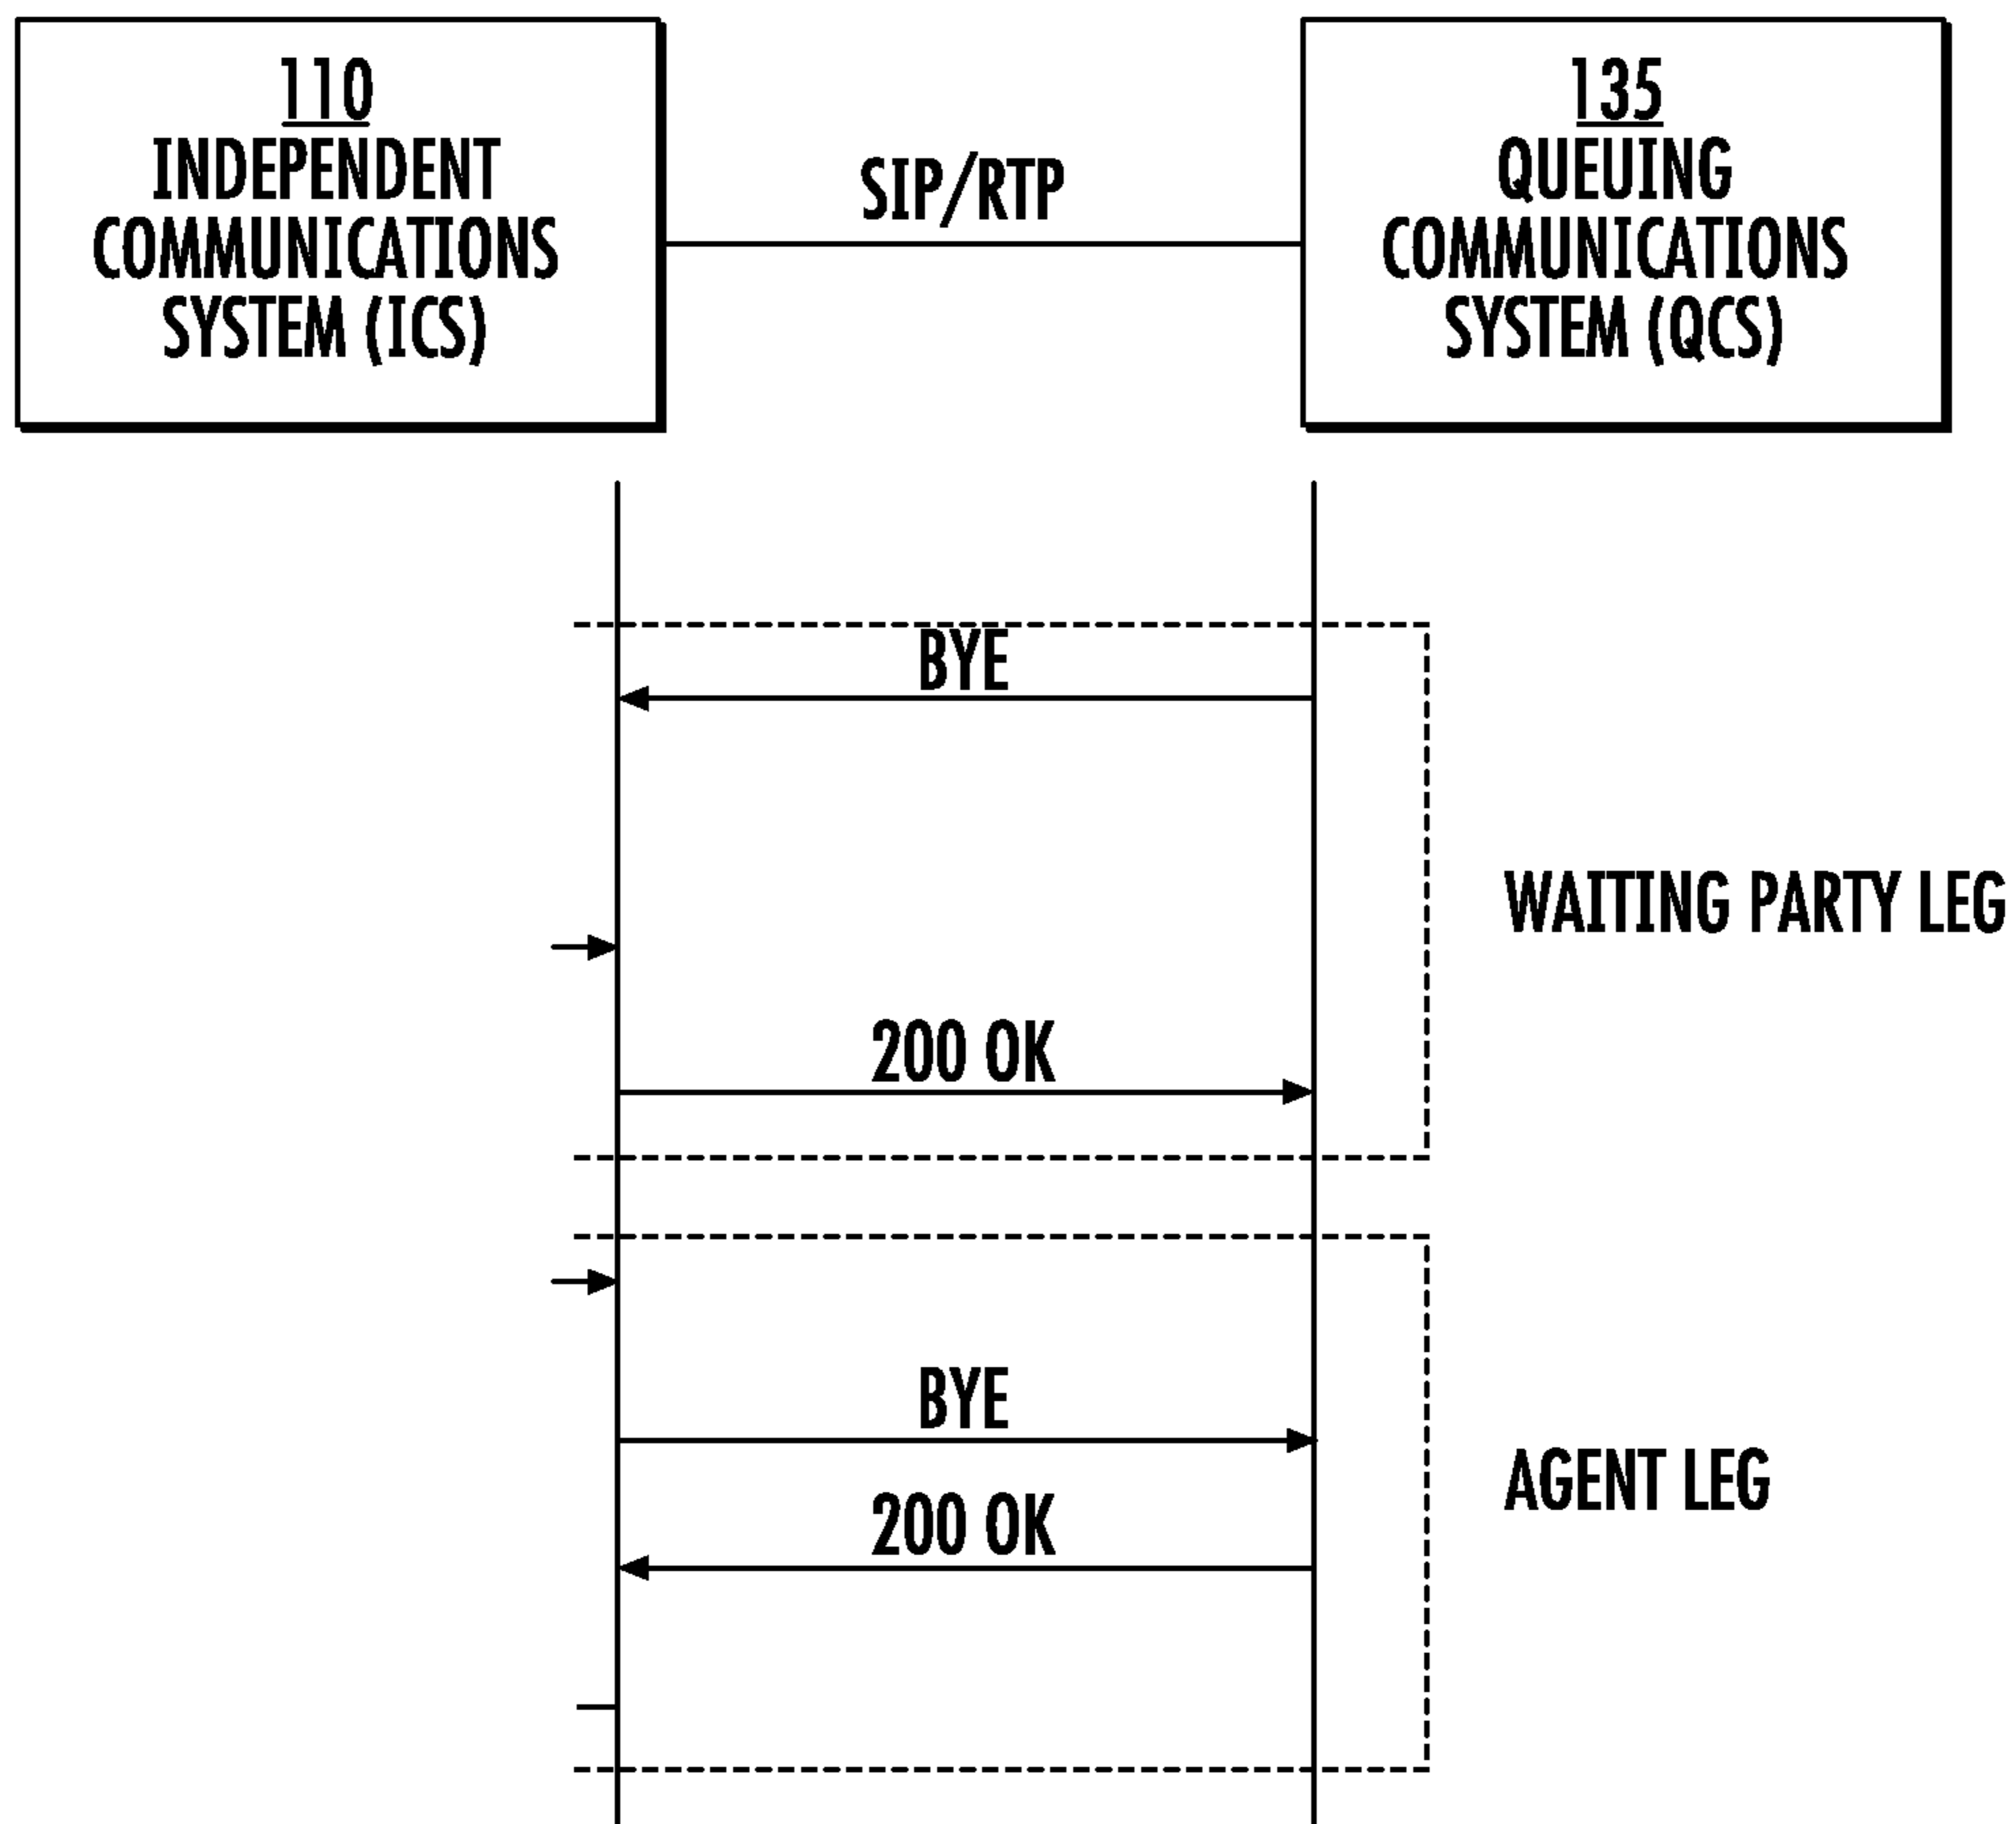 110
INDEPENDENT
COMMUNICATIONS
SYSTEM (ICS)
SIP/RTP
135
QUEUING
COMMUNICATIONS
SYSTEM (QCS)
BYE
WAITING PARTY LEG
200 OK
BYE
AGENT LEG
200 OK